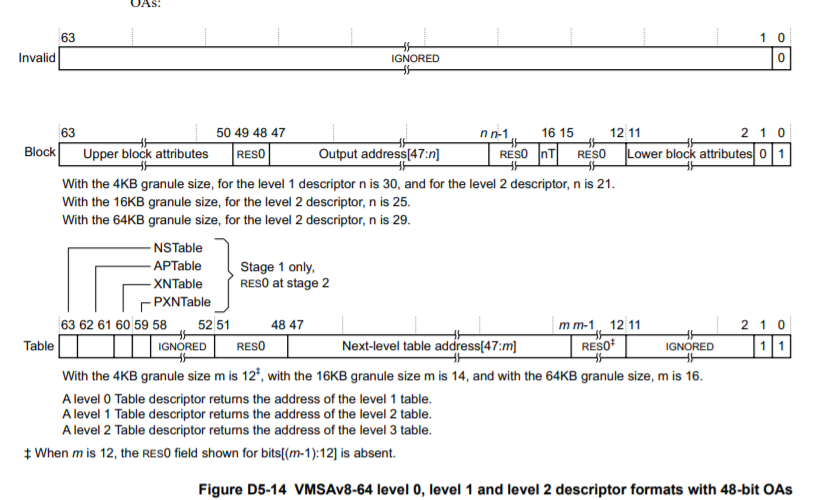 OAs:
63 1 0
Invalid IGNORED 0
63 50 49 48 47 n n-1 16 15 12 11 2 1 0
Block Upper block attributes RES0 Output address[47:n] RES0 nT RES0 Lower block attributes 0 1
With the 4KB granule size, for the level 1 descriptor n is 30, and for the level 2 descriptor, n is 21.
With the 16KB granule size, for the level 2 descriptor, n is 25.
With the 64KB granule size, for the level 2 descriptor, n is 29.
NSTable
APTable
XNTable
PXNTable
Stage 1 only,
RES0 at stage 2
63 62 61 60 59 58 52 51 48 47 m m-1 12 11 2 1 0
Table IGNORED RES0 Next-level table address[47:m] RES0‡ IGNORED 1 1
With the 4KB granule size m is 12‡, with the 16KB granule size m is 14, and with the 64KB granule size, m is 16.
A level 0 Table descriptor returns the address of the level 1 table.
A level 1 Table descriptor returns the address of the level 2 table.
A level 2 Table descriptor returns the address of the level 3 table.
‡ When m is 12, the RES0 field shown for bits[(m-1):12] is absent.
Figure D5-14 VMSAv8-64 level 0, level 1 and level 2 descriptor formats with 48-bit OAs